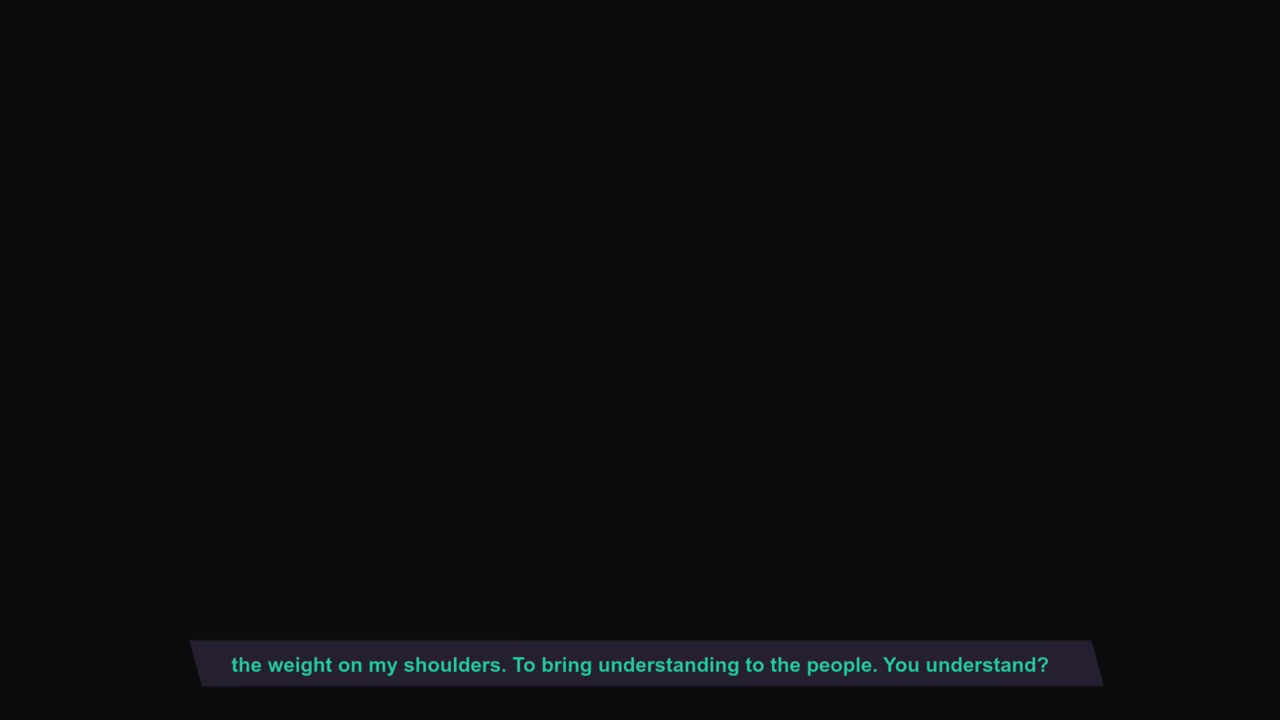 the weight on my shoulders. To bring understanding to the people. You understand?